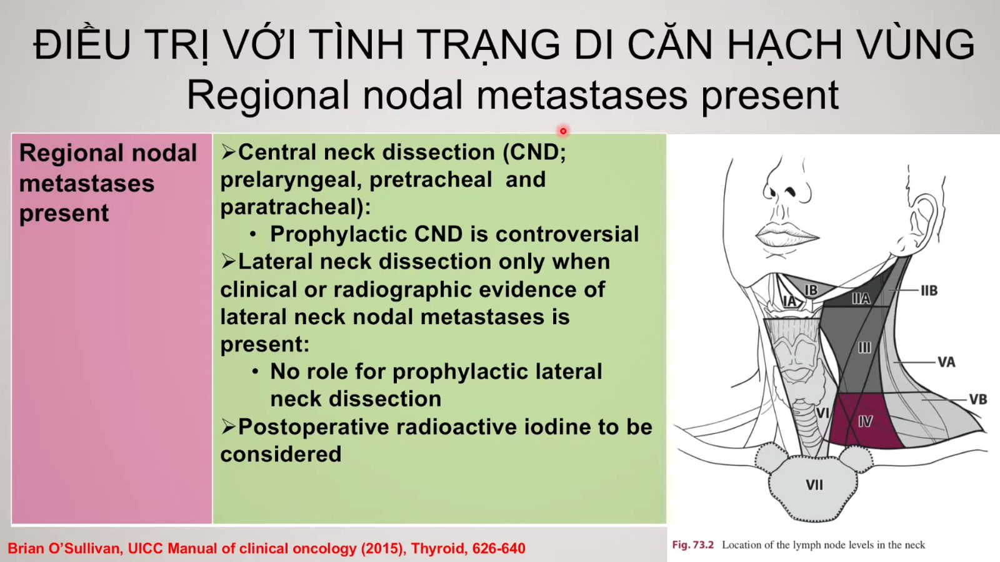 ĐIỀU TRỊ VỚI TÌNH TRẠNG DI CĂN HẠCH VÙNG
Regional nodal metastases present
Regional nodal
metastases
present
➢Central neck dissection (CND;
prelaryngeal, pretracheal and
paratracheal):
• Prophylactic CND is controversial
➢Lateral neck dissection only when
clinical or radiographic evidence of
lateral neck nodal metastases is
present:
• No role for prophylactic lateral
neck dissection
➢Postoperative radioactive iodine to be
considered
IB
IA
IIA
IIB
III
VA
VB
VI
IV
VII
Fig. 73.2 Location of the lymph node levels in the neck
Brian O’Sullivan, UICC Manual of clinical oncology (2015), Thyroid, 626-640